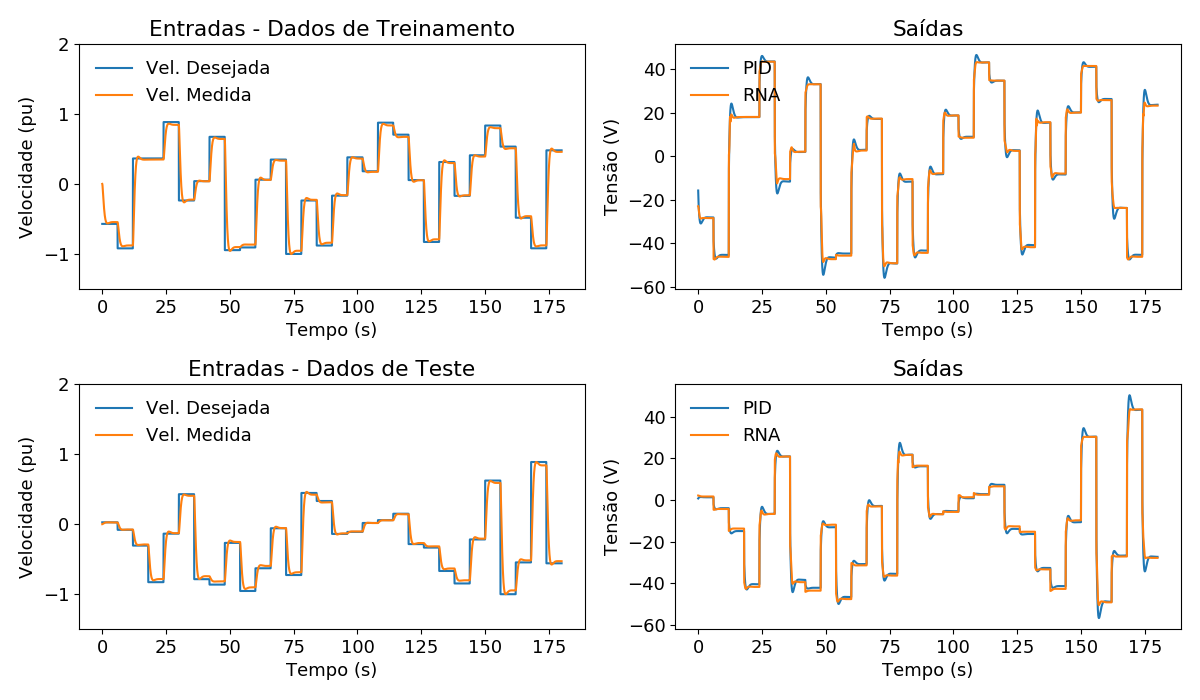 Entradas - Dados de Treinamento
Vel. Desejada
Vel. Medida
Velocidade (pu)
2
1
0
−1
0 25 50 75 100 125 150 175
Tempo (s)
Saídas
PID
RNA
Tensão (V)
40
20
0
−20
−40
−60
0 25 50 75 100 125 150 175
Tempo (s)
Entradas - Dados de Teste
Vel. Desejada
Vel. Medida
Velocidade (pu)
2
1
0
−1
0 25 50 75 100 125 150 175
Tempo (s)
Saídas
PID
RNA
Tensão (V)
40
20
0
−20
−40
−60
0 25 50 75 100 125 150 175
Tempo (s)